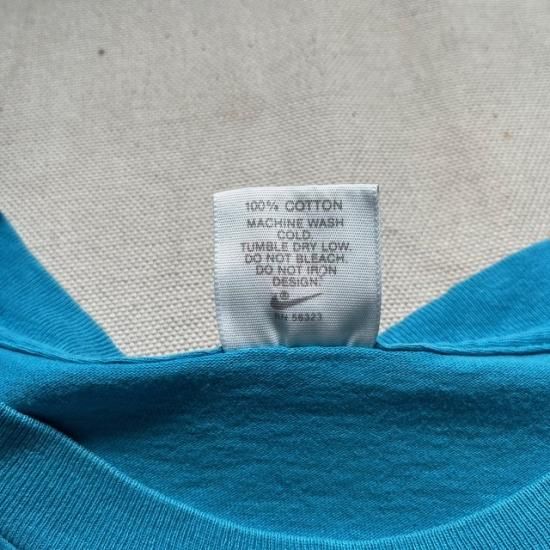 100% COTTON
MACHINE WASH
COLD.
TUMBLE DRY LOW.
DO NOT BLEACH.
DO NOT IRON
DESIGN.
®
RN 56323